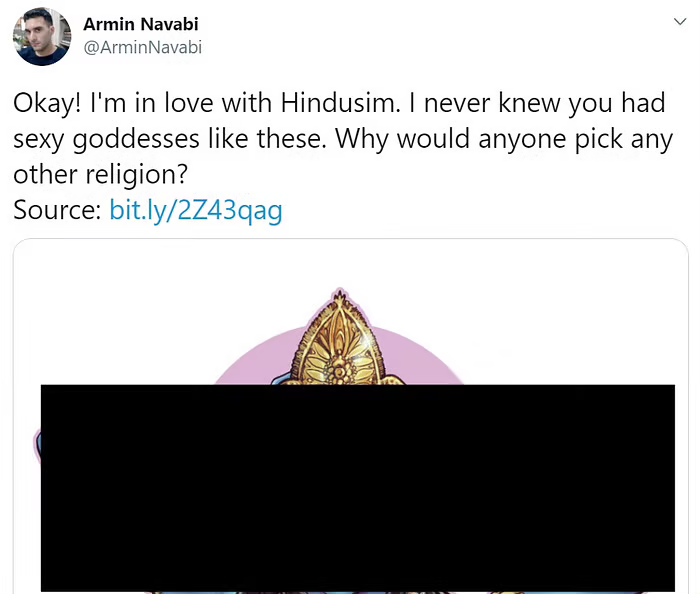 Armin Navabi
@ArminNavabi
Okay! I'm in love with Hindusim. I never knew you had
sexy goddesses like these. Why would anyone pick any
other religion?
Source: bit.ly/2Z43qag